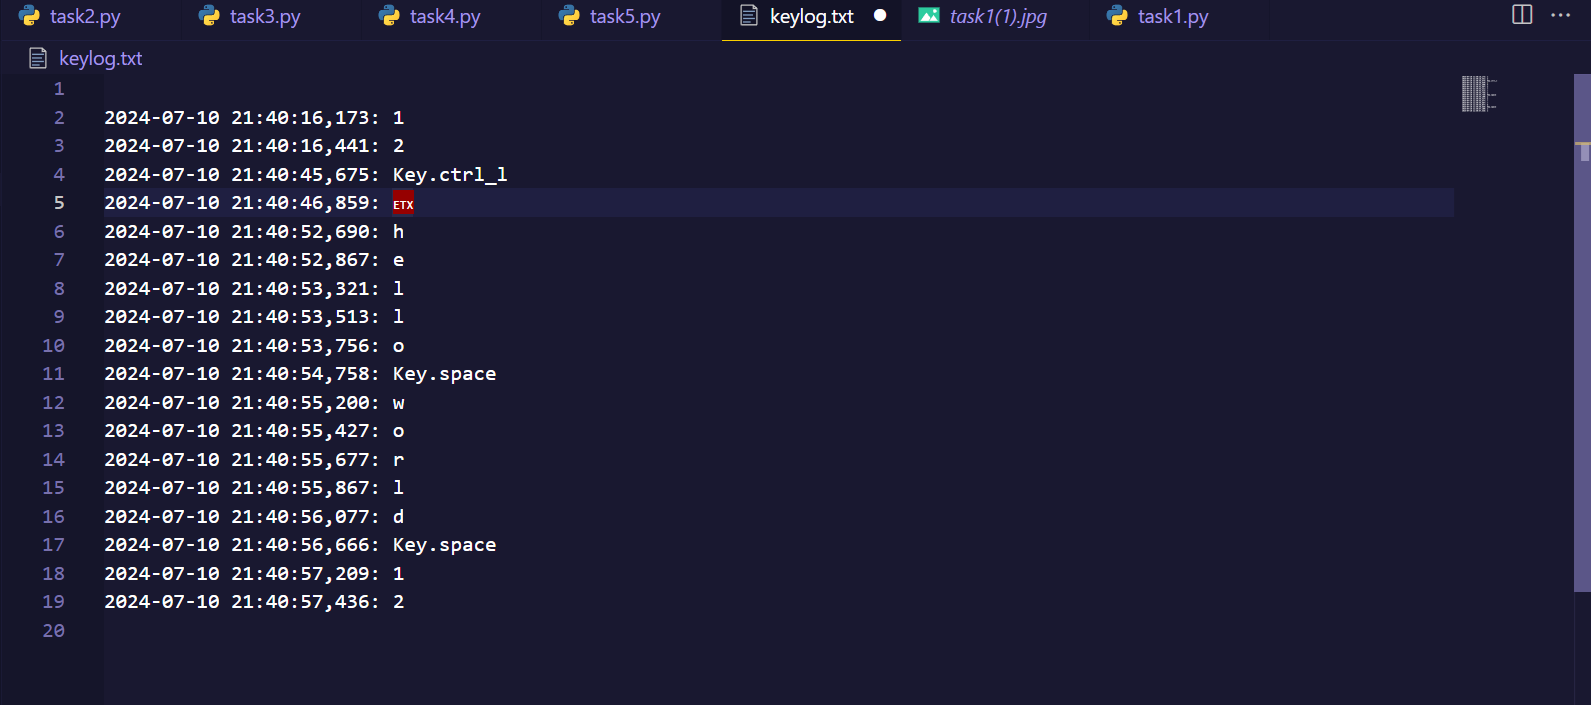 task2.py task3.py task4.py task5.py keylog.txt task1(1).jpg task1.py
keylog.txt
1
2 2024-07-10 21:40:16,173: 1
3 2024-07-10 21:40:16,441: 2
4 2024-07-10 21:40:45,675: Key.ctrl_l
5 2024-07-10 21:40:46,859: ETX
6 2024-07-10 21:40:52,690: h
7 2024-07-10 21:40:52,867: e
8 2024-07-10 21:40:53,321: l
9 2024-07-10 21:40:53,513: l
10 2024-07-10 21:40:53,756: o
11 2024-07-10 21:40:54,758: Key.space
12 2024-07-10 21:40:55,200: w
13 2024-07-10 21:40:55,427: o
14 2024-07-10 21:40:55,677: r
15 2024-07-10 21:40:55,867: l
16 2024-07-10 21:40:56,077: d
17 2024-07-10 21:40:56,666: Key.space
18 2024-07-10 21:40:57,209: 1
19 2024-07-10 21:40:57,436: 2
20